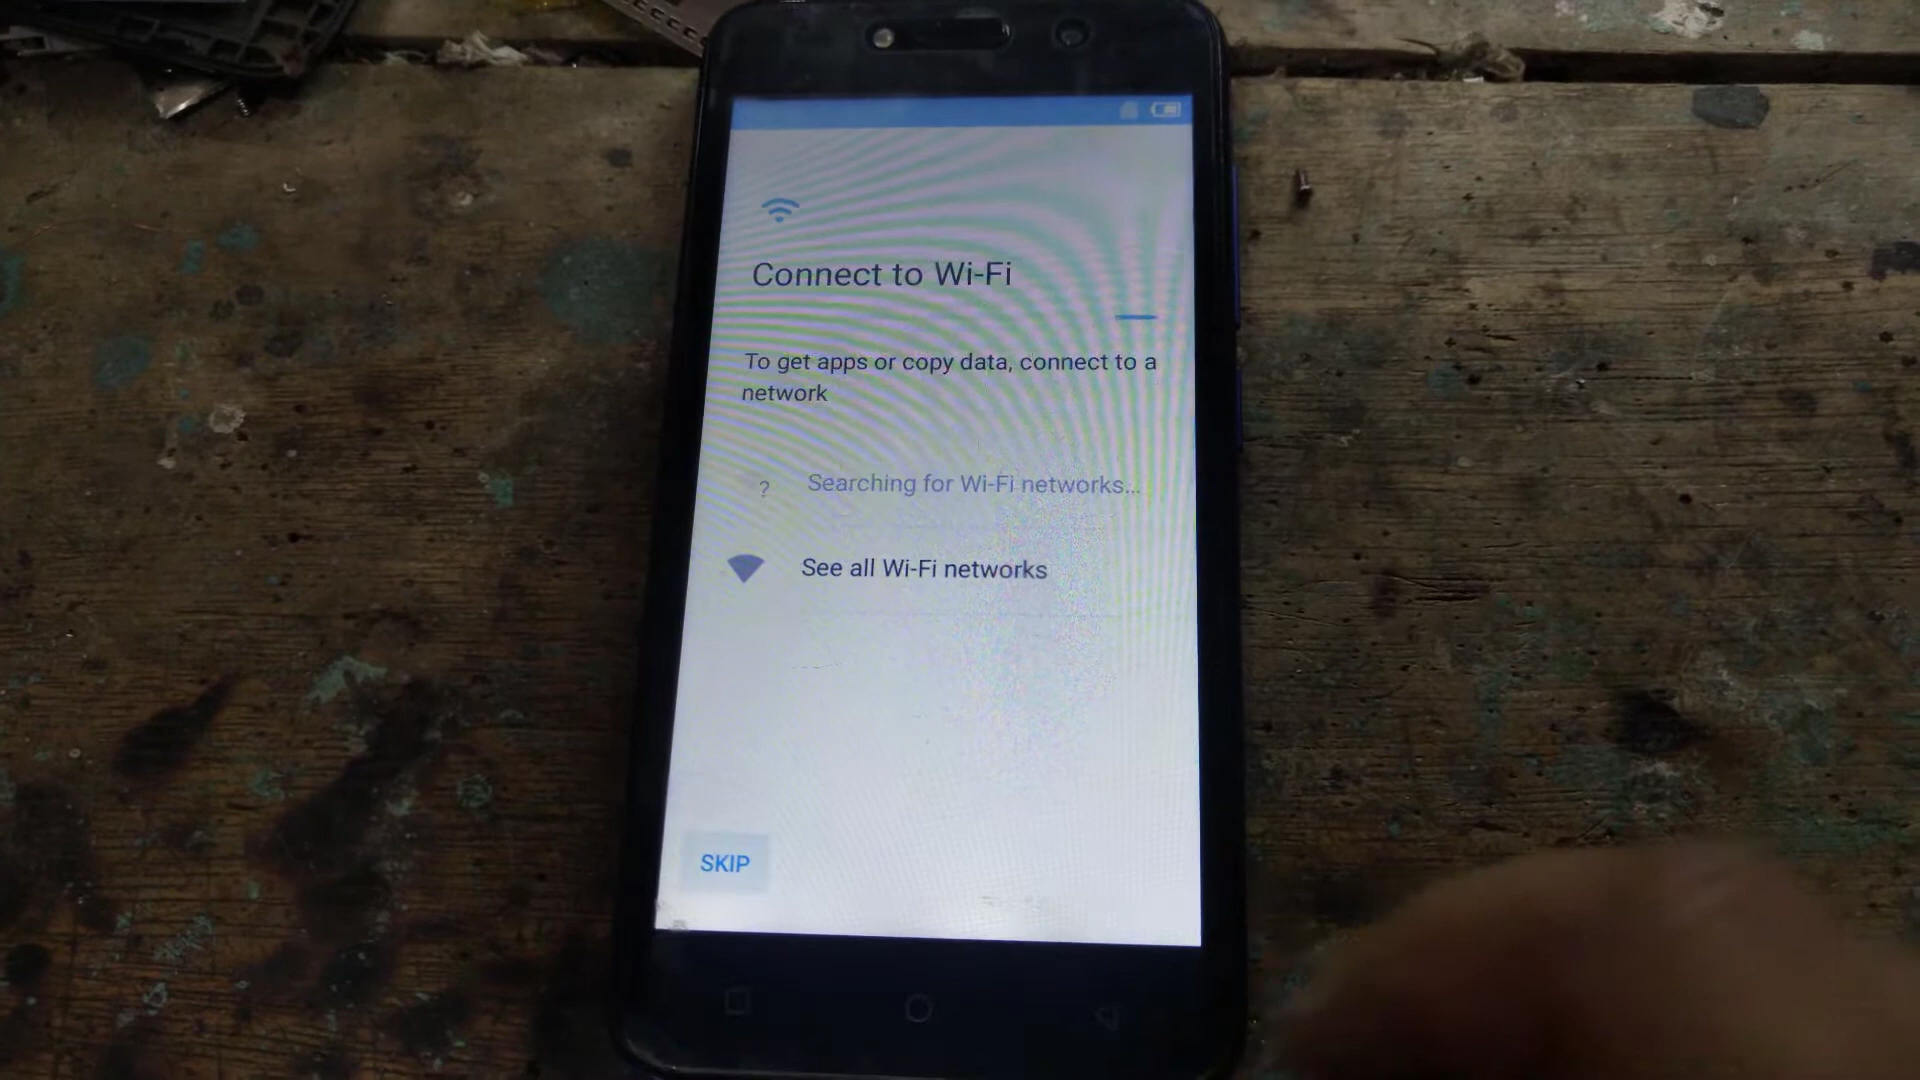 Connect to Wi-Fi
To get apps or copy data, connect to a
network
? Searching for Wi-Fi networks...
See all Wi-Fi networks
SKIP